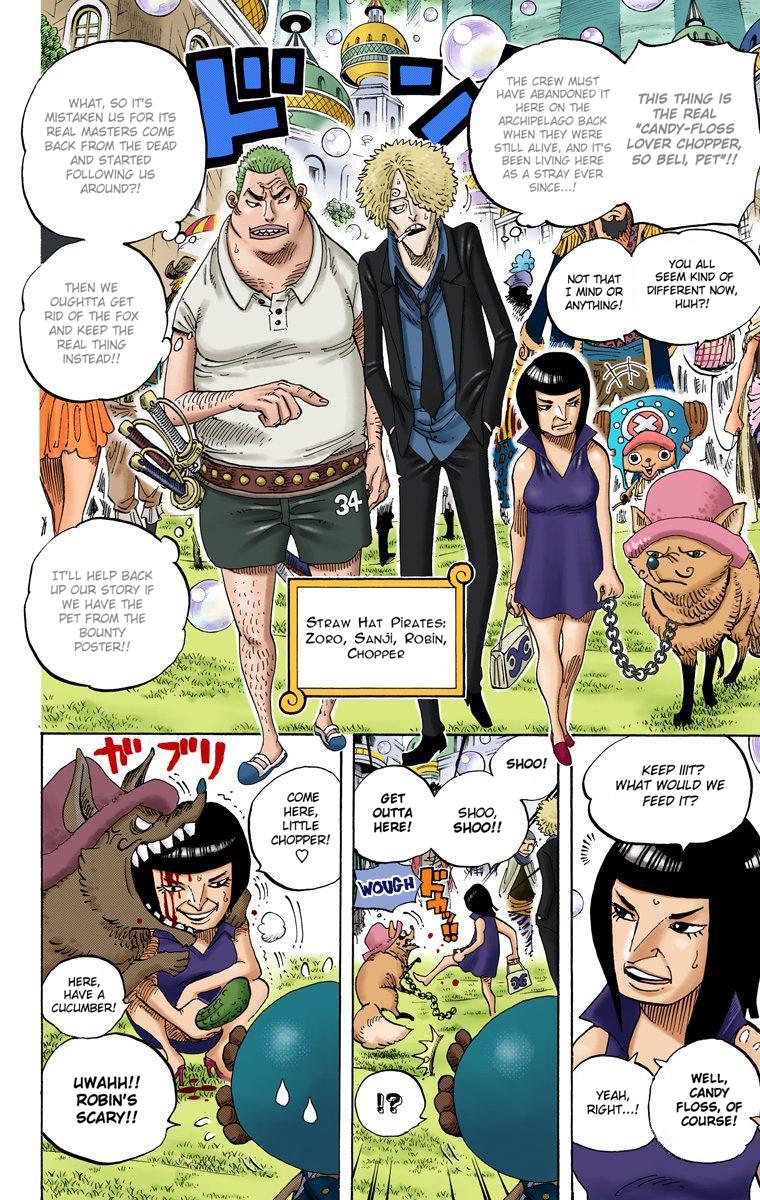 THIS THING IS
THE REAL
"CANDY-FLOSS
LOVER CHOPPER,
50 BELI, PET"!!
THE CREW MUST
HAVE ABANDONED IT
HERE ON THE
ARCHIPELAGO BACK
WHEN THEY WERE
STILL ALIVE, AND IT'S
BEEN LIVING HERE
AS A STRAY EVER
SINCE...!
ドン
WHAT, SO IT'S
MISTAKEN US FOR ITS
REAL MASTERS COME
BACK FROM THE DEAD
AND STARTED
FOLLOWING US
AROUND?!
YOU ALL
SEEM KIND OF
DIFFERENT NOW,
HUH?!
NOT THAT
I MIND OR
ANYTHING!
THEN WE
OUGHTTA GET
RID OF THE FOX
AND KEEP THE
REAL THING
INSTEAD!!
34
IT'LL HELP BACK
UP OUR STORY IF
WE HAVE THE
PET FROM THE
BOUNTY
POSTER!!
STRAW HAT PIRATES:
ZORO, SANJI, ROBIN,
CHOPPER
KEEP IIIT?
WHAT WOULD WE
FEED IT?
WELL,
CANDY
FLOSS, OF
COURSE!
YEAH,
RIGHT...!
SHOO!
SHOO,
SHOO!!
GET
OUTTA
HERE!
WOUGH
ドカッ!!
!?
ガブリ
COME
HERE,
LITTLE
CHOPPER!
♡
HERE,
HAVE A
CUCUMBER!
UWAHH!!
ROBIN'S
SCARY!!